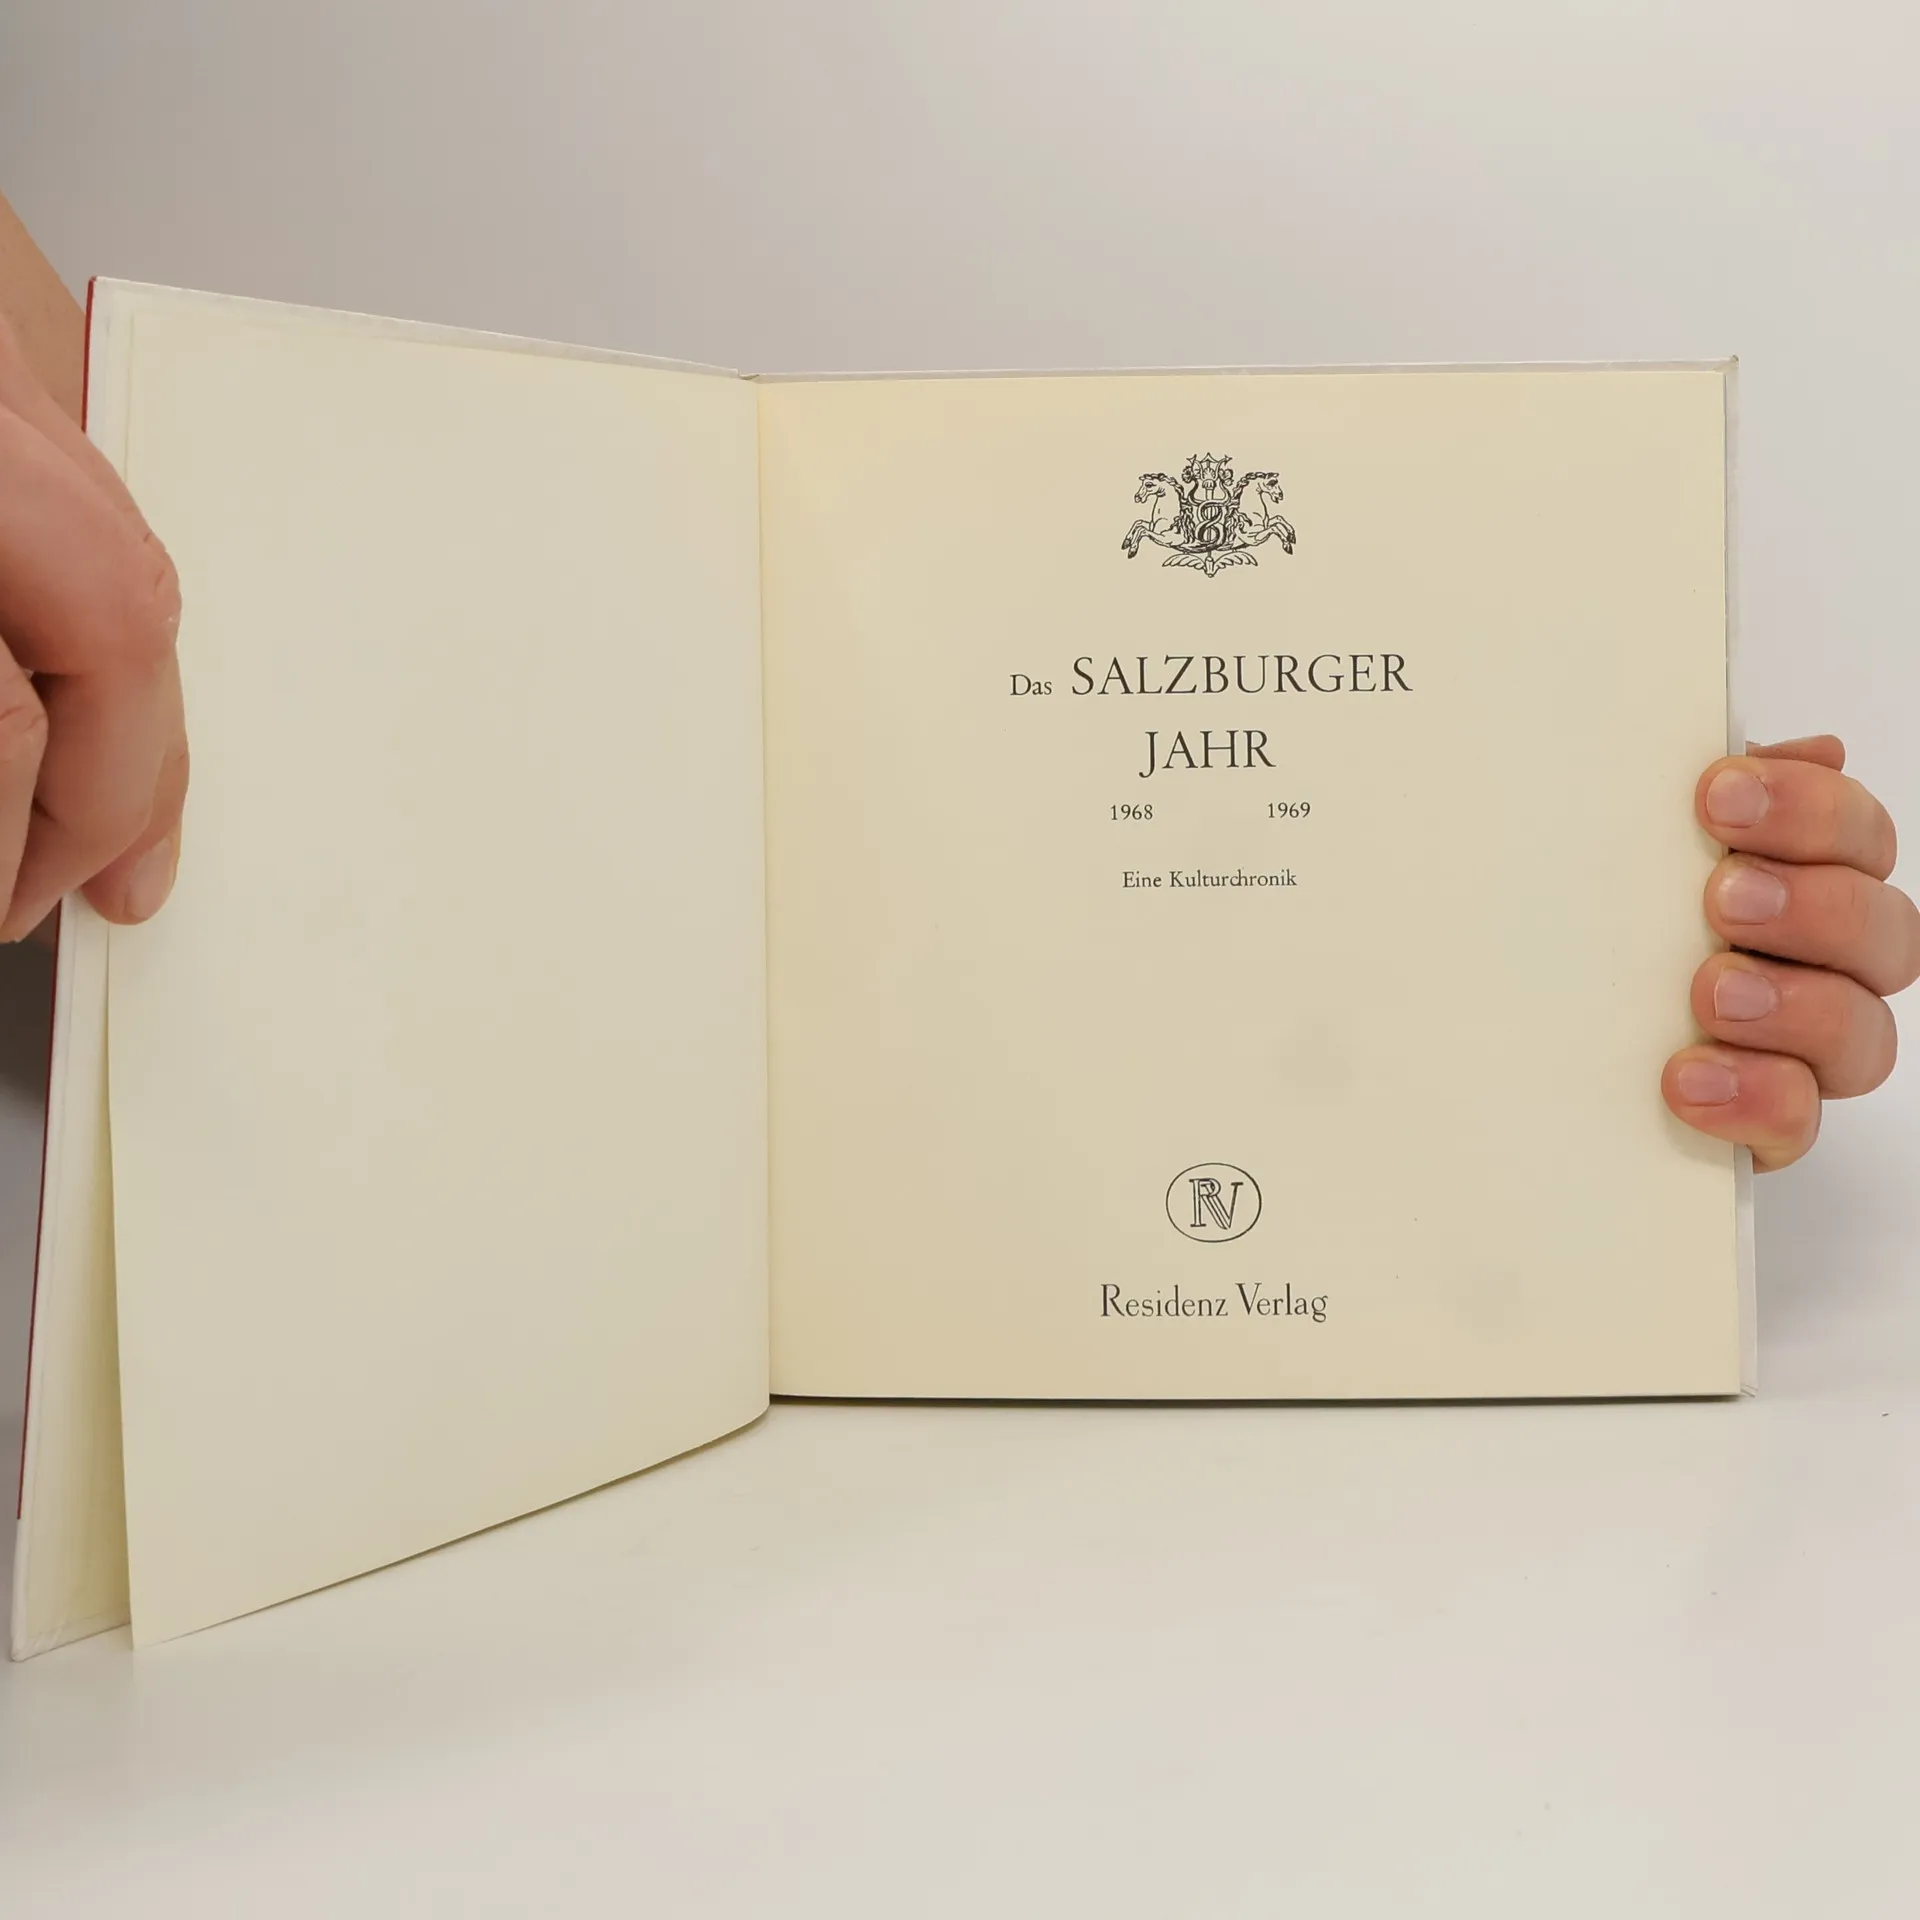 Das SALZBURGER
JAHR
1968 1969
Eine Kulturchronik
RV
Residenz Verlag